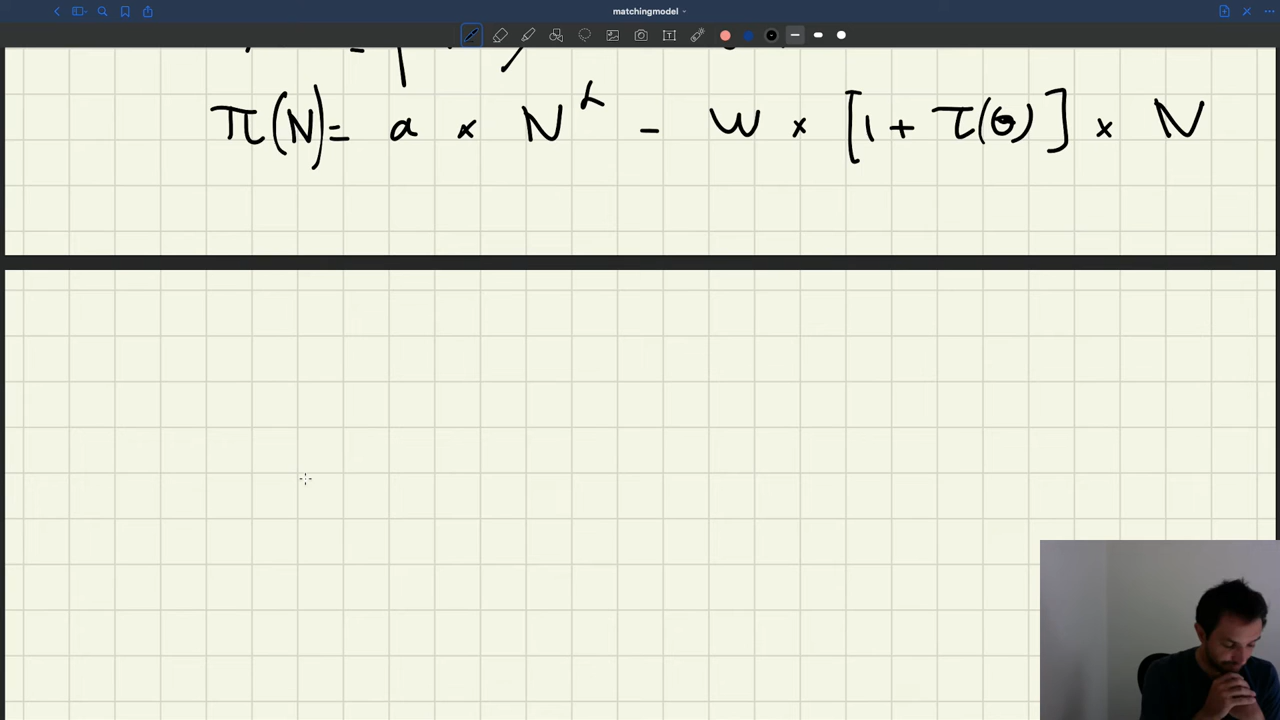 matchingmodel
π(N) = a × N^α - W × [1 + τ(θ)] × N